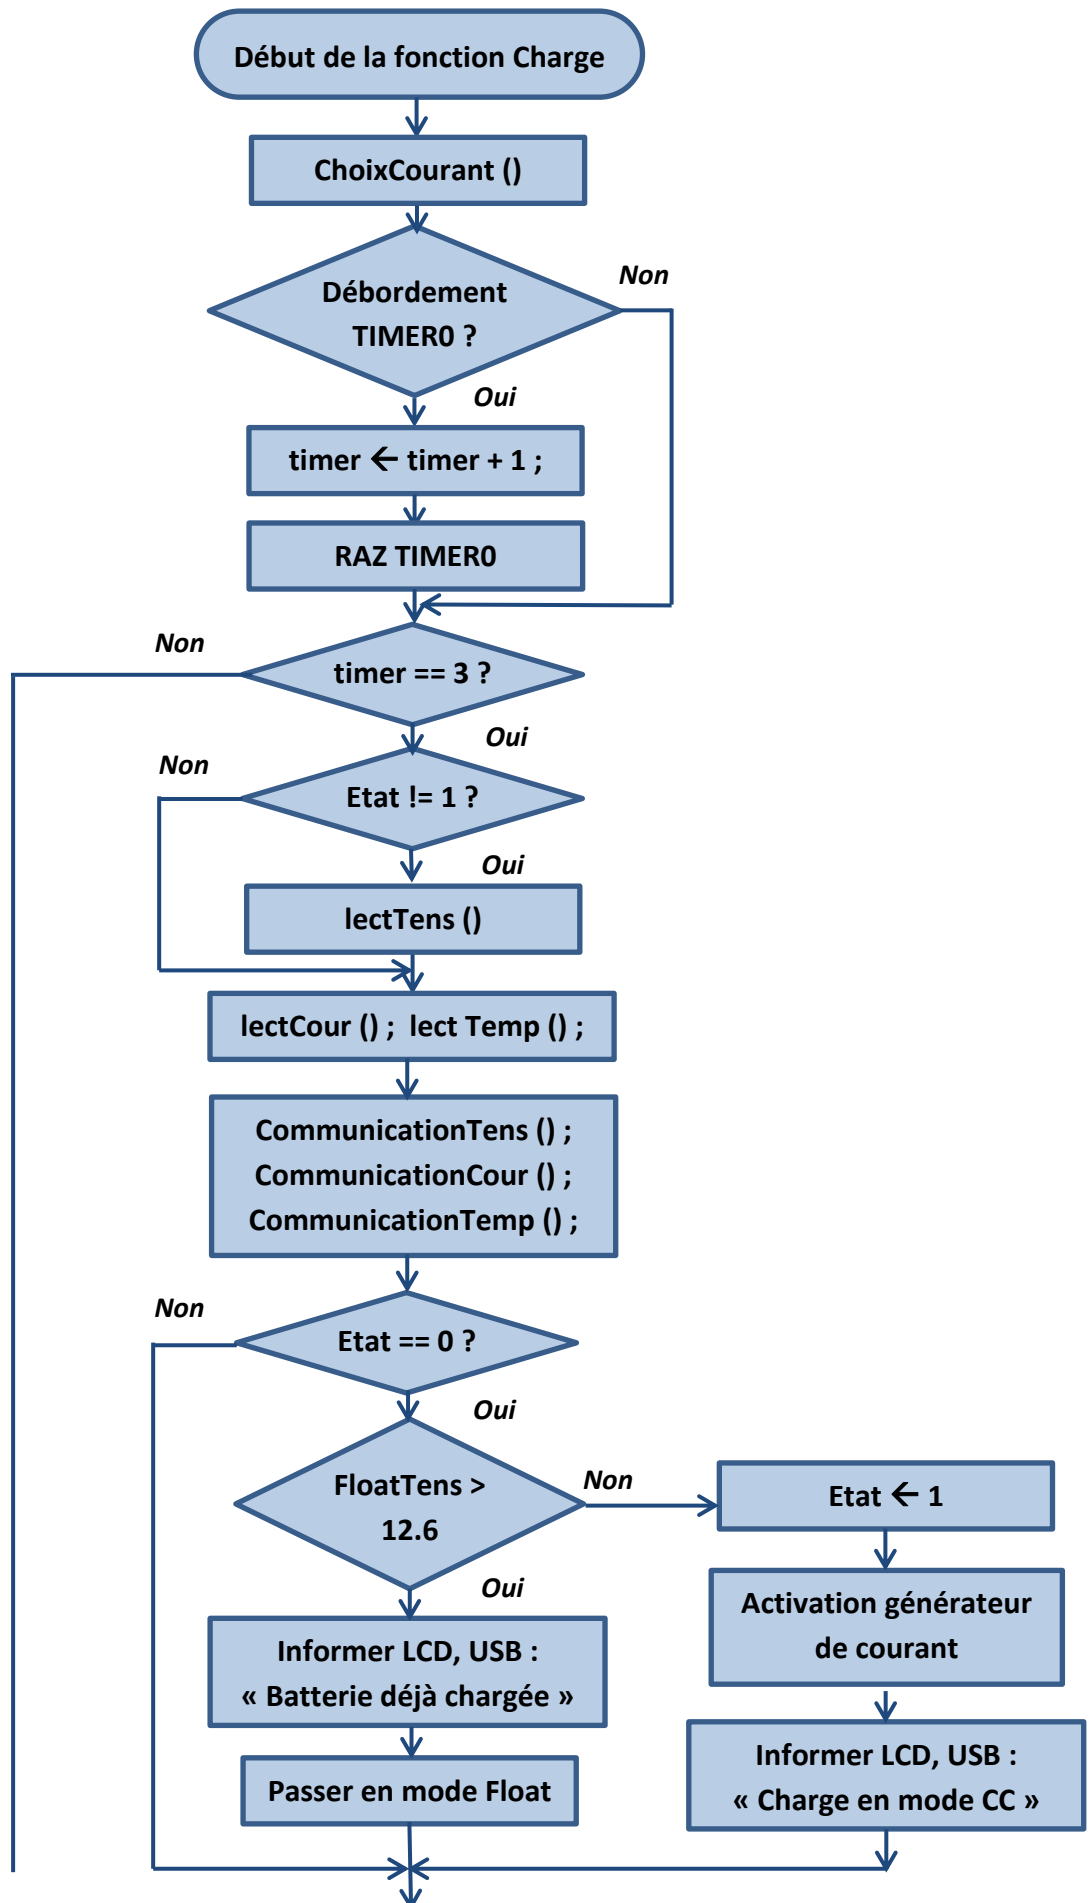 Début de la fonction Charge
ChoixCourant ()
Non
Débordement
TIMER0 ?
Oui
timer ← timer + 1 ;
RAZ TIMER0
Non
timer == 3 ?
Oui
Non
Etat != 1 ?
Oui
lectTens ()
lectCour () ; lect Temp () ;
CommunicationTens () ;
CommunicationCour () ;
CommunicationTemp () ;
Non
Etat == 0 ?
Oui
FloatTens >
12.6
Non
Etat ← 1
Oui
Activation générateur
de courant
Informer LCD, USB :
« Batterie déjà chargée »
Informer LCD, USB :
« Charge en mode CC »
Passer en mode Float